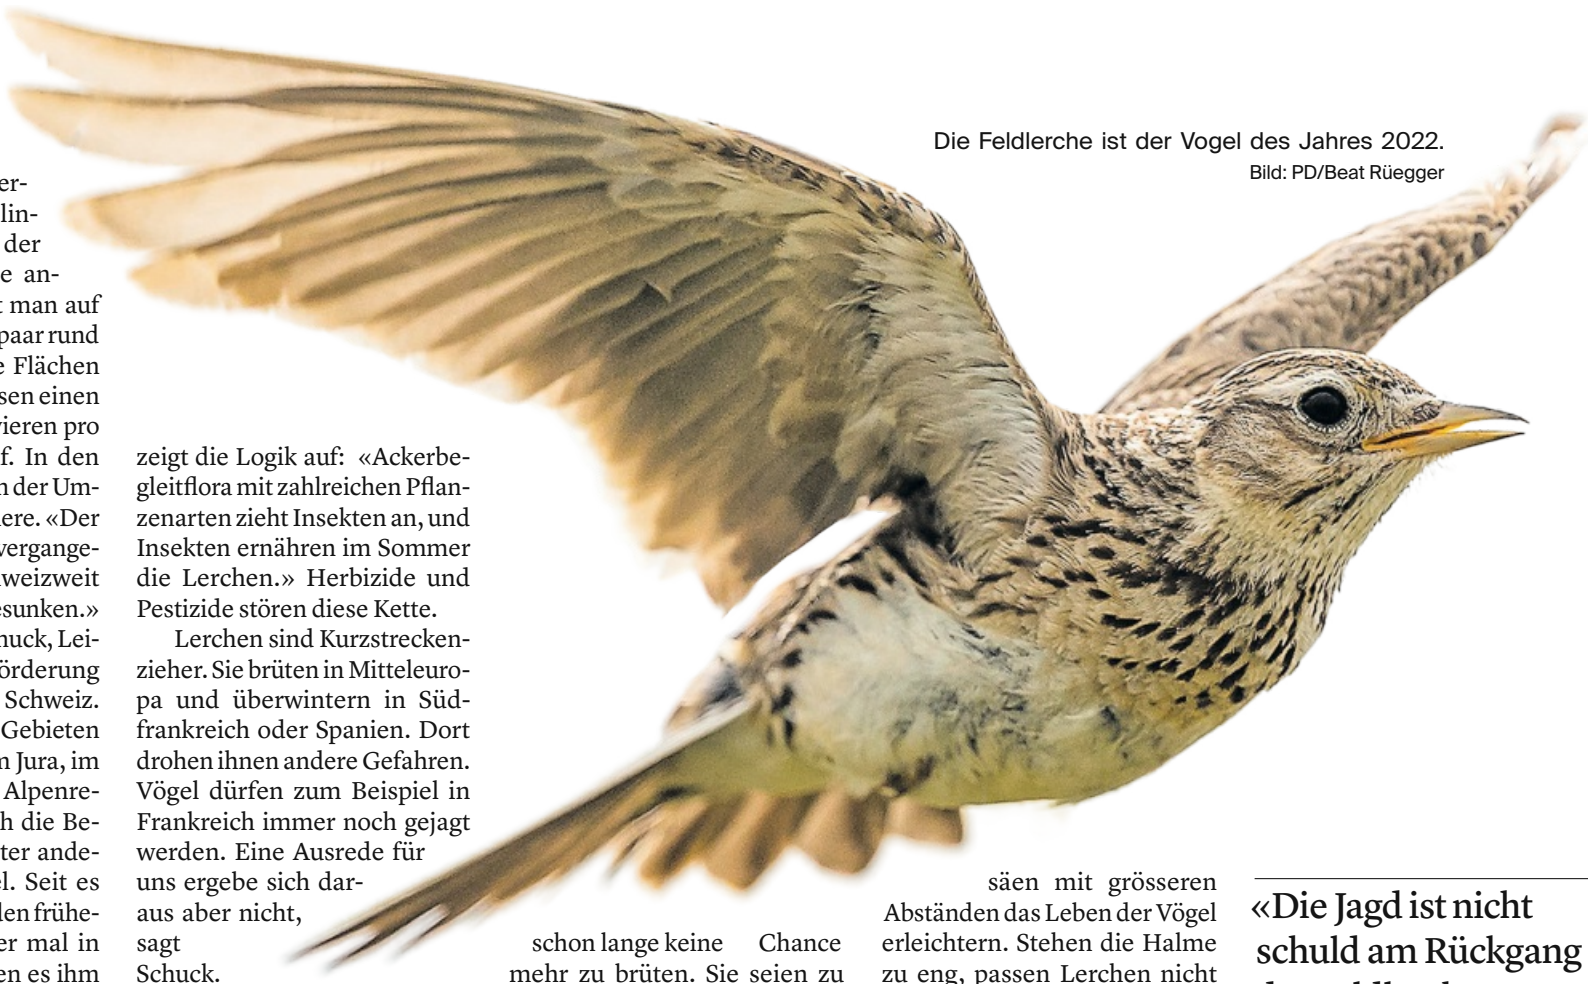 Die Feldlerche ist der Vogel des Jahres 2022.
Bild: PD/Beat Rüegger
er-
lin-
der
e an-
man auf
paar rund
Flächen
sen einen
ieren pro
f. In den
n der Um-
ere. «Der
vergange-
weizweit
esunken.»
huck, Lei-
örderung
Schweiz.
Gebieten
n Jura, im
Alpenre-
h die Be-
ter ande-
el. Seit es
den frühe-
er mal in
en es ihm
zeigt die Logik auf: «Ackerbe-
gleitflora mit zahlreichen Pflan-
zenarten zieht Insekten an, und
Insekten ernähren im Sommer
die Lerchen.» Herbizide und
Pestizide stören diese Kette.
Lerchen sind Kurzstrecken-
zieher. Sie brüten in Mitteleuro-
pa und überwintern in Süd-
frankreich oder Spanien. Dort
drohen ihnen andere Gefahren.
Vögel dürfen zum Beispiel in
Frankreich immer noch gejagt
werden. Eine Ausrede für
uns ergebe sich dar-
aus aber nicht,
sagt
Schuck.
schon lange keine Chance
mehr zu brüten. Sie seien zu
säen mit grösseren
Abständen das Leben der Vögel
erleichtern. Stehen die Halme
zu eng, passen Lerchen nicht
«Die Jagd ist nicht
schuld am Rückgang